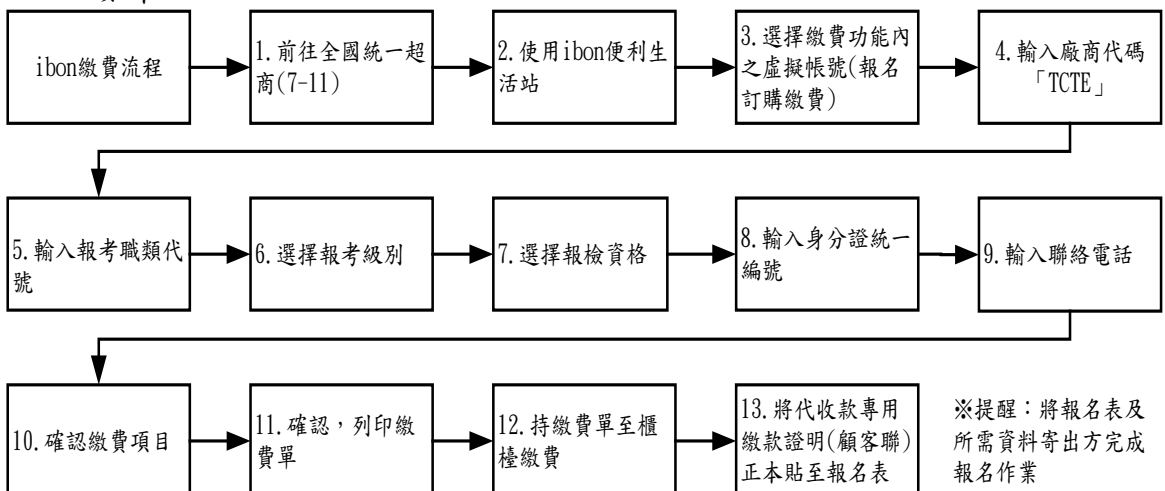 ibon繳費流程
1.前往全國統一超
商(7-11)
2.使用ibon便利生
活站
3.選擇繳費功能內
之虛擬帳號(報名
訂購繳費)
4.輸入廠商代碼
「TCTE」
5.輸入報考職類代
號
6.選擇報考級別
7.選擇報檢資格
8.輸入身分證統一
編號
9.輸入聯絡電話
10.確認繳費項目
11.確認，列印繳
費單
12.持繳費單至櫃
檯繳費
13.將代收款專用
繳款證明(顧客聯)
正本貼至報名表
※提醒：將報名表及
所需資料寄出方完成
報名作業